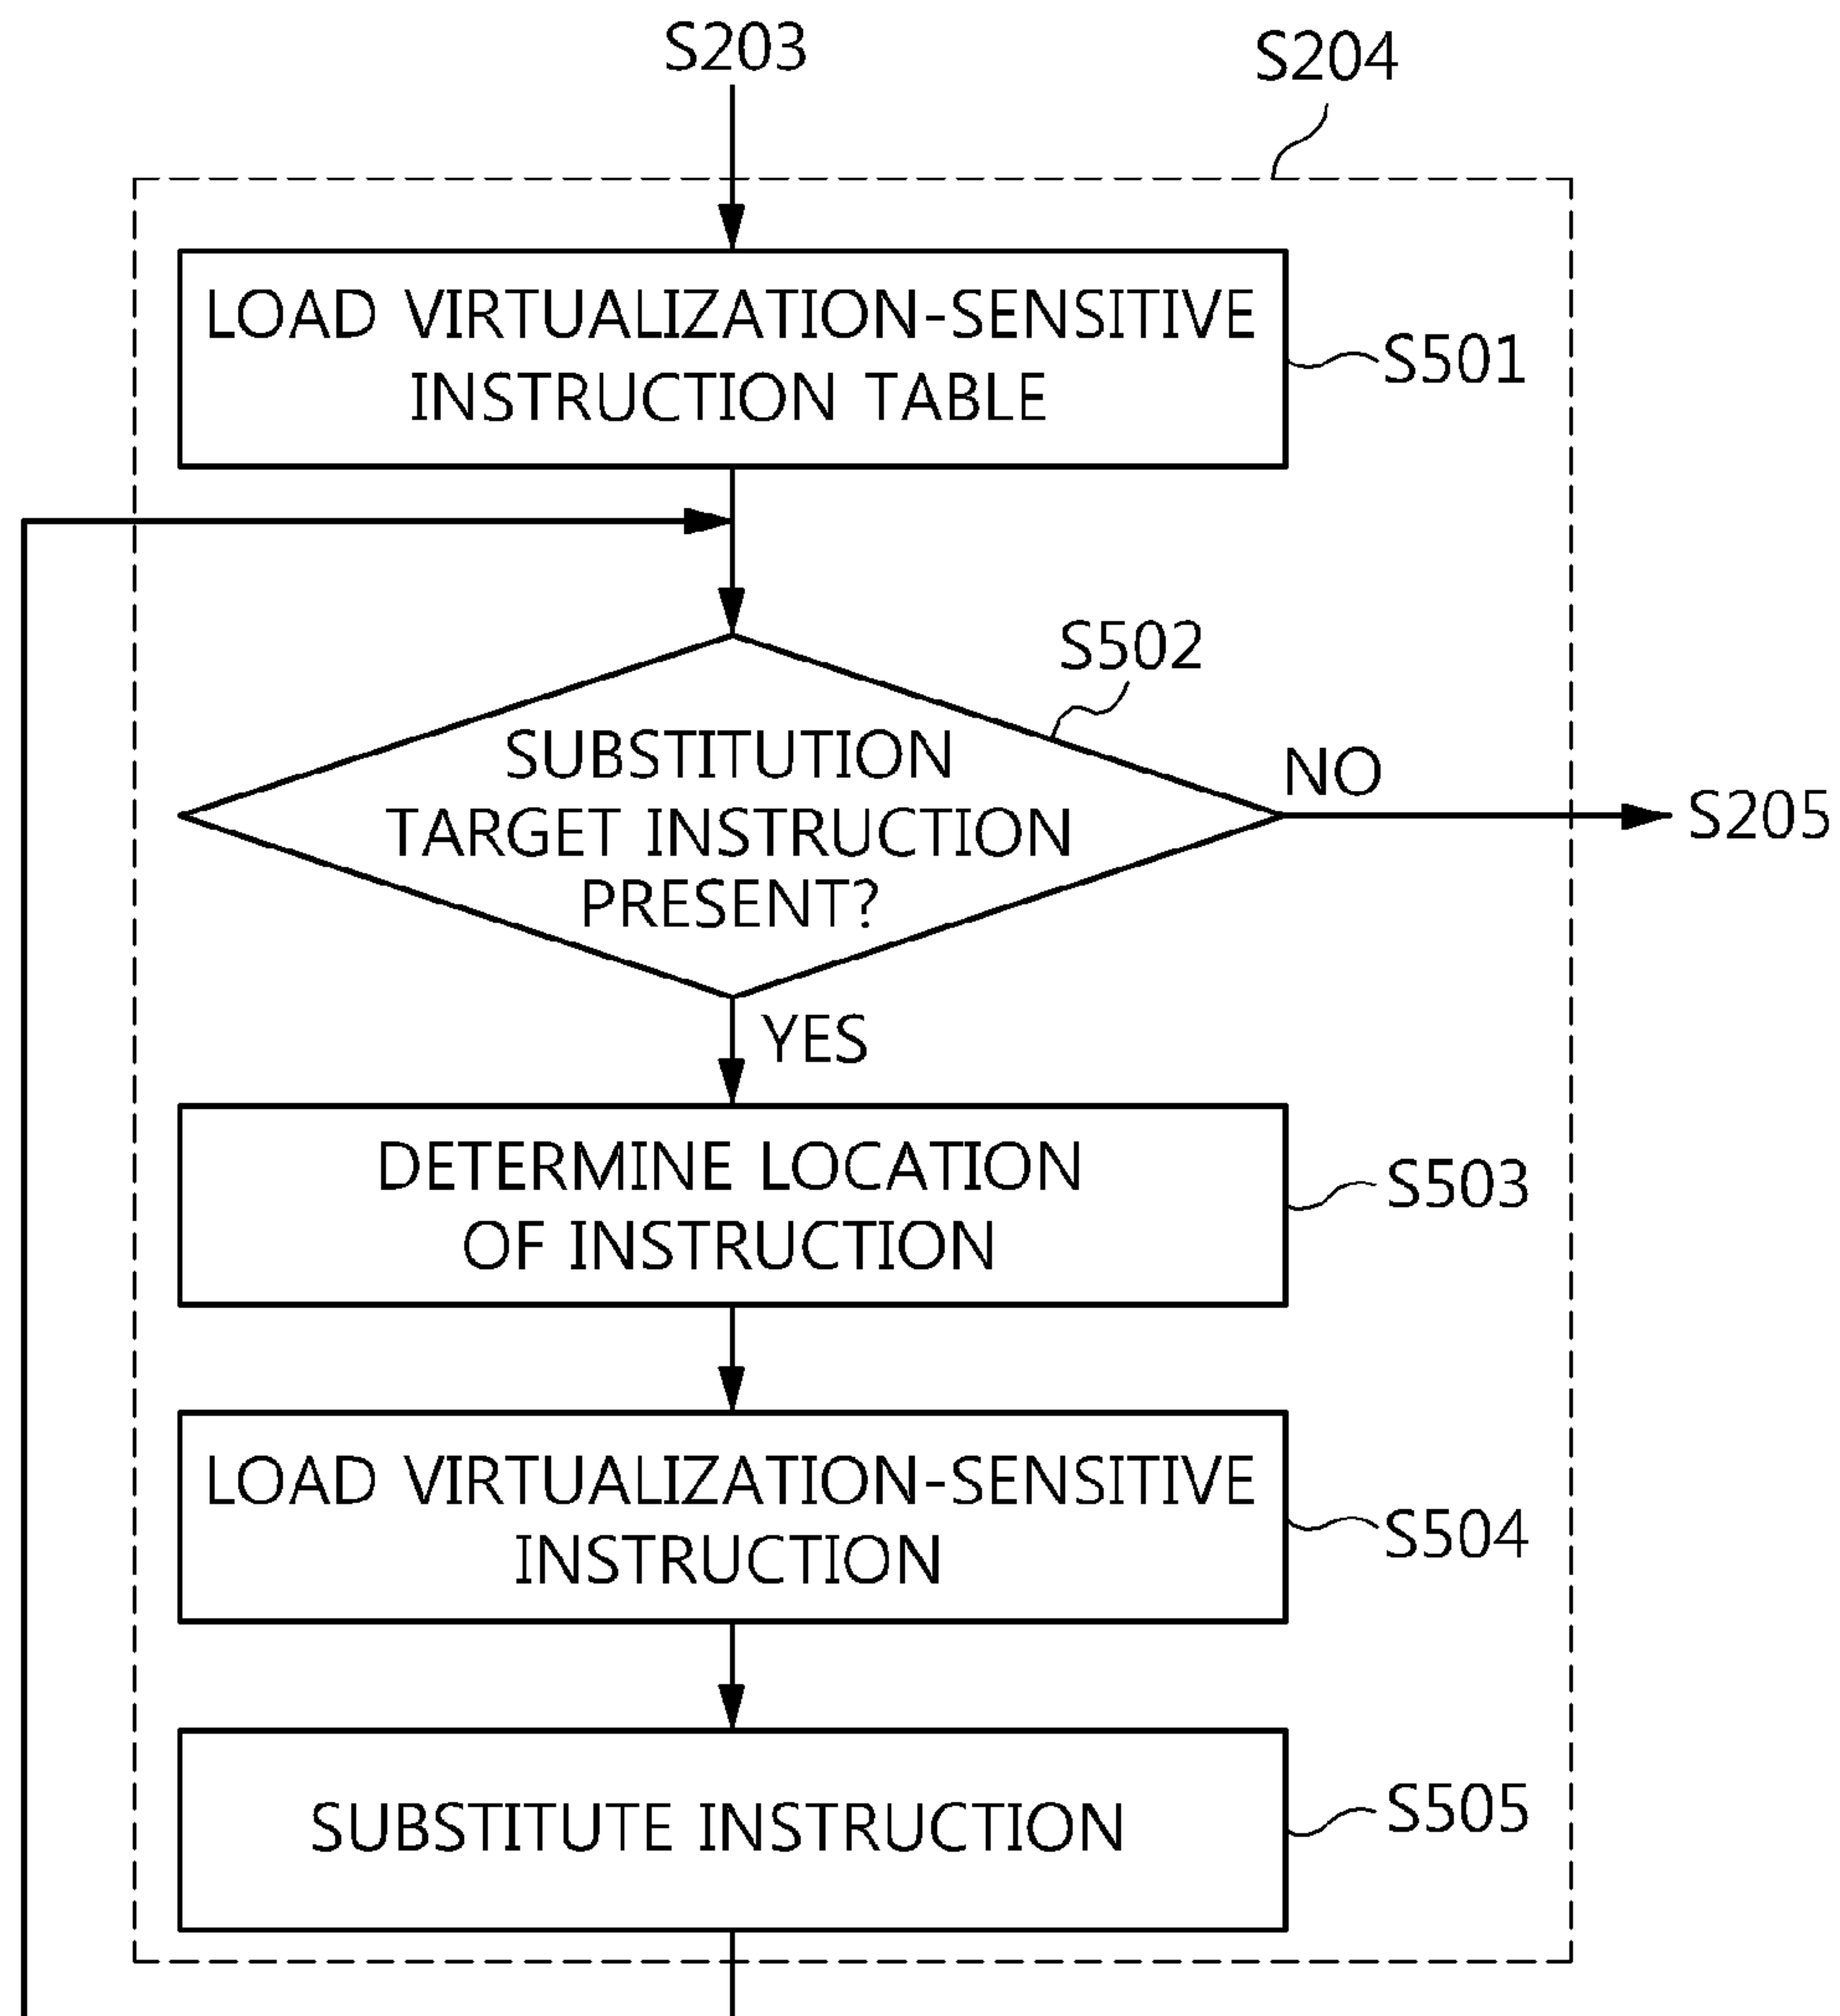 S203
S204
LOAD VIRTUALIZATION-SENSITIVE
INSTRUCTION TABLE
S501
S502
SUBSTITUTION
TARGET INSTRUCTION
PRESENT?
NO
S205
YES
DETERMINE LOCATION
OF INSTRUCTION
S503
LOAD VIRTUALIZATION-SENSITIVE
INSTRUCTION
S504
SUBSTITUTE INSTRUCTION
S505